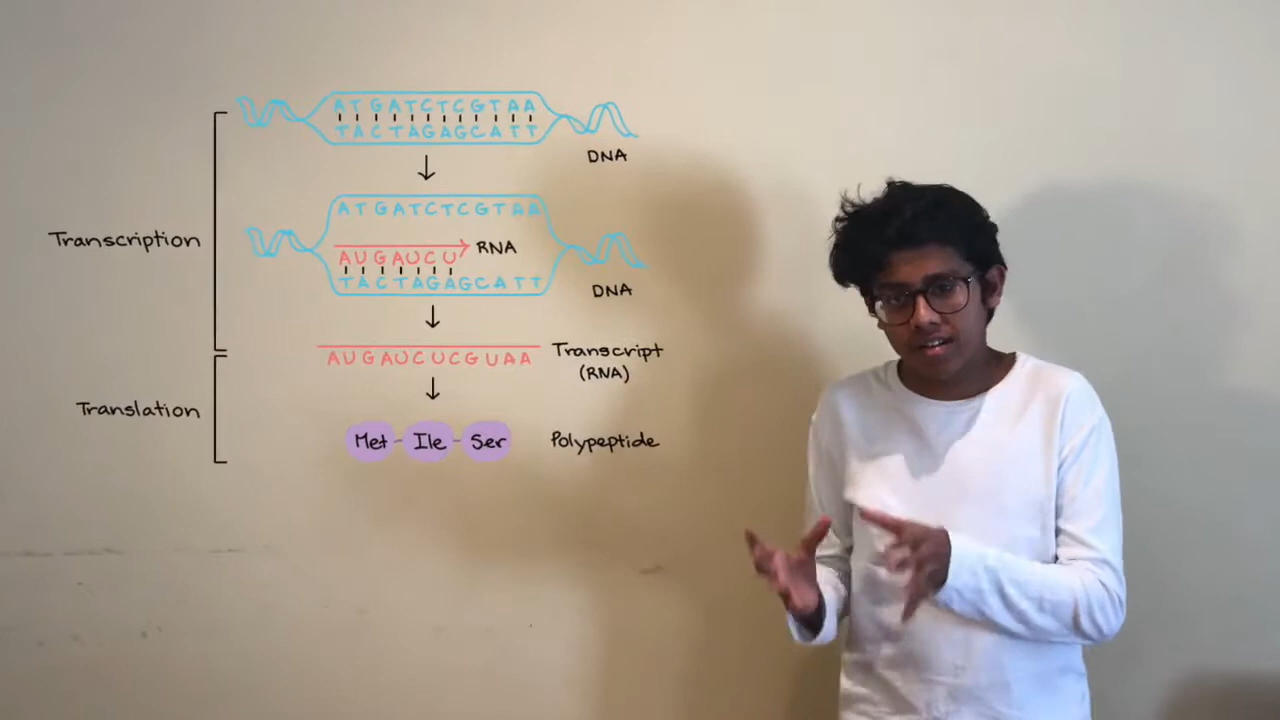 ATGATCTCGTAA
TACTAGAGCATT
DNA
ATGATCTCGTAA
Transcription
RNA
AUGAUCU
TACTAGAGCATT
DNA
AUGAUCUCGUAA
Transcript
(RNA)
Translation
Met - Ile - Ser
Polypeptide